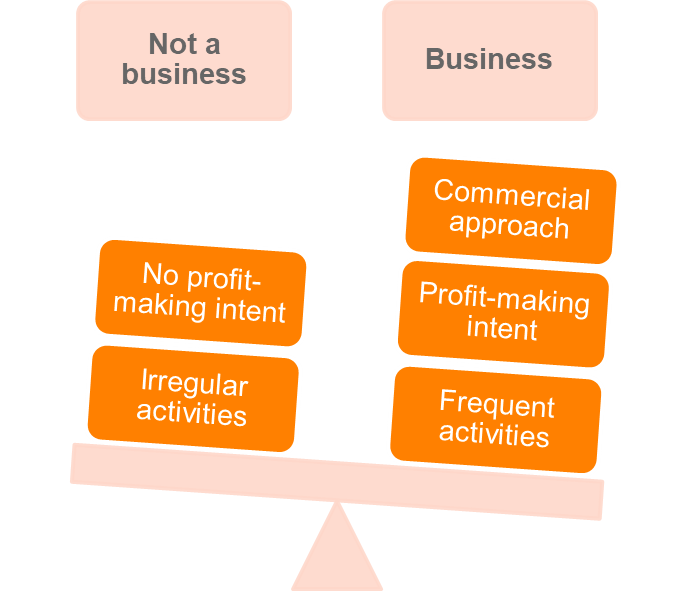 Not a
business
Business
Commercial
approach
No profit-
making intent
Profit-making
intent
Irregular
activities
Frequent
activities